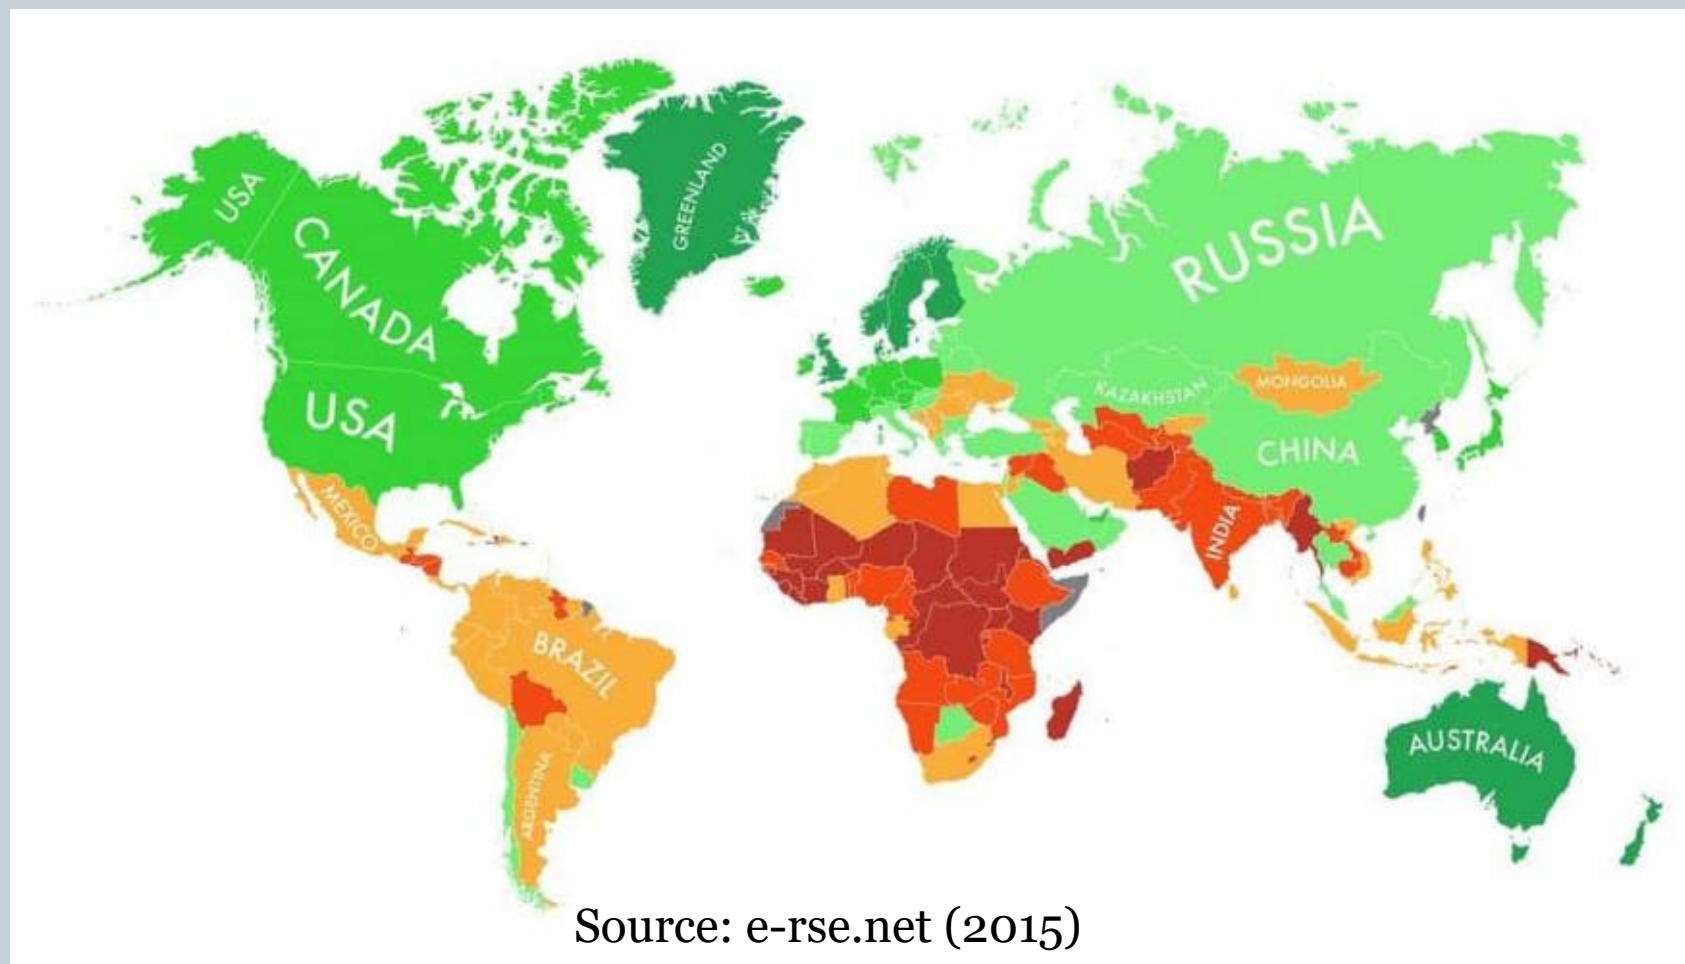 USA
CANADA
GREENLAND
USA
MEXICO
BRAZIL
ARGENTINA
RUSSIA
KAZAKHSTAN
MONGOLIA
CHINA
INDIA
AUSTRALIA
Source: e-rse.net (2015)